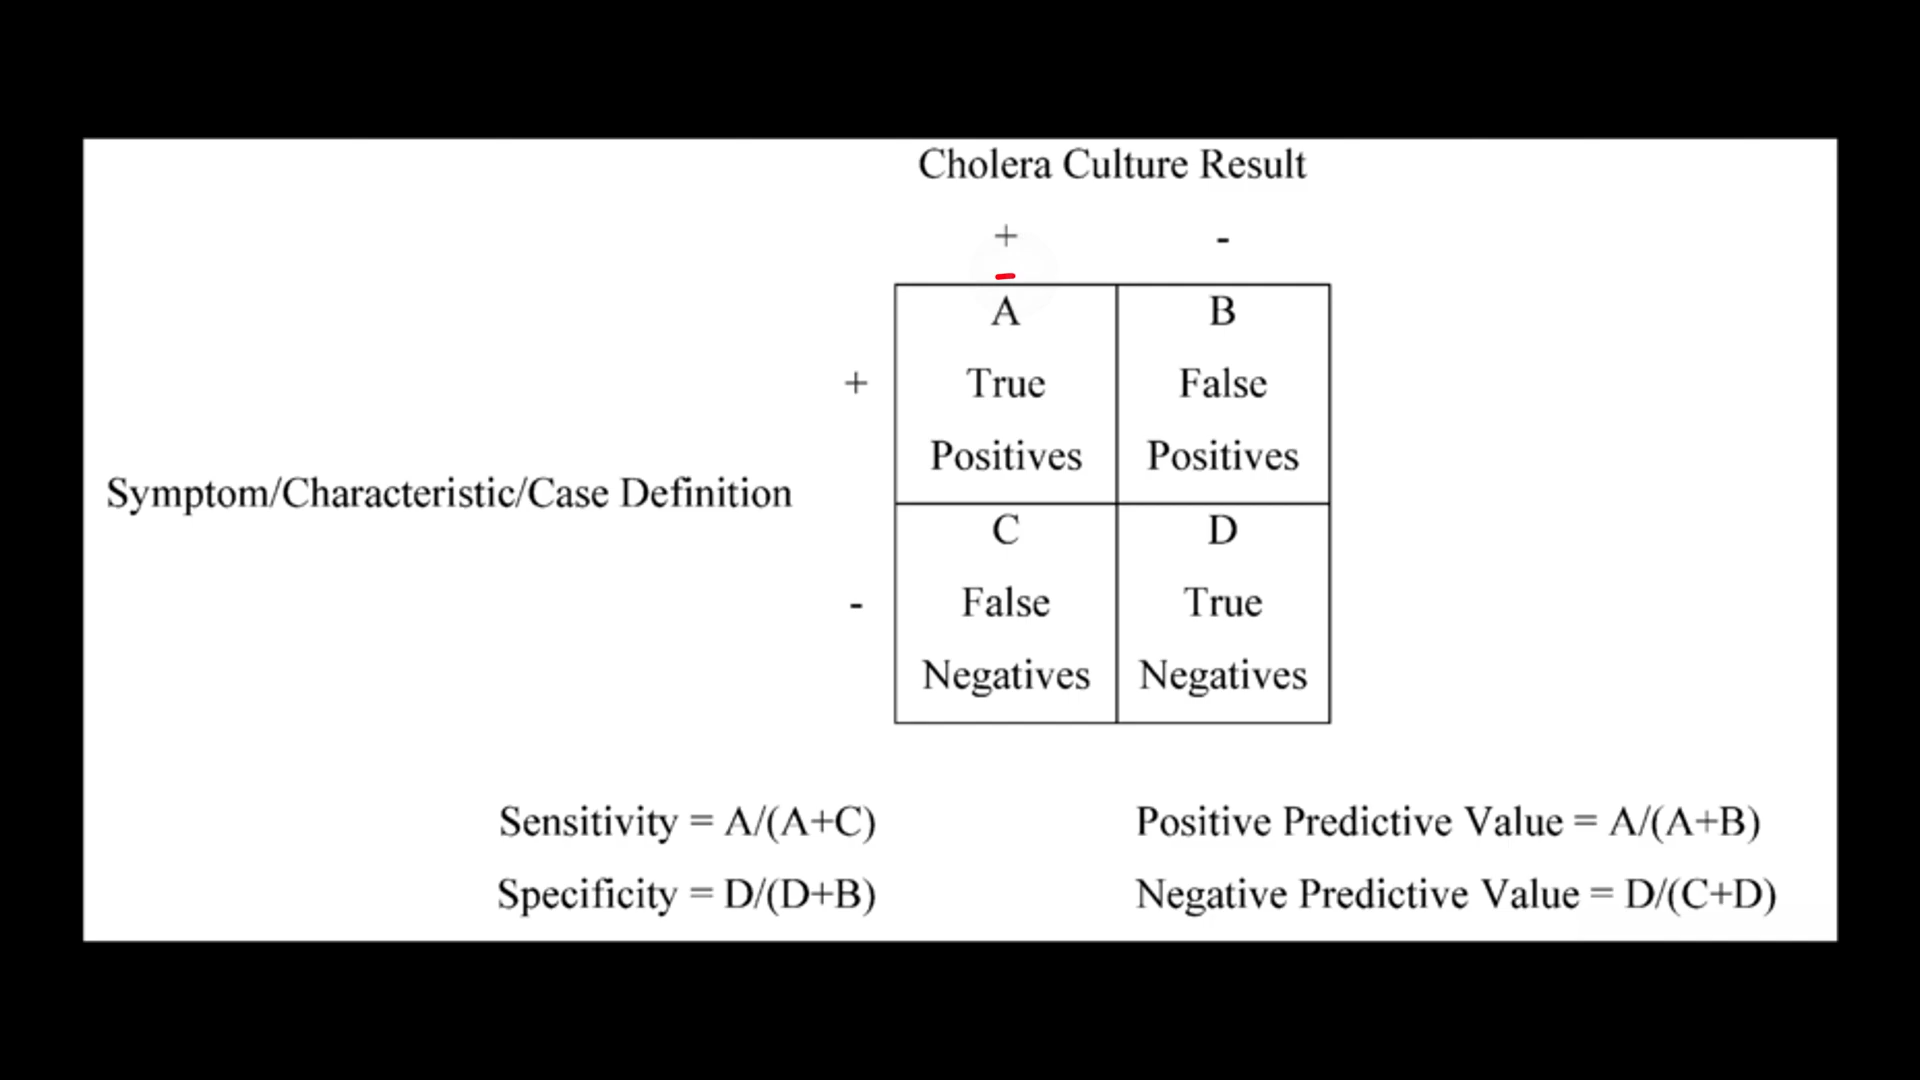 Cholera Culture Result
+ -
A B
+ True False
Positives Positives
Symptom/Characteristic/Case Definition
C D
- False True
Negatives Negatives
Sensitivity = A/(A+C) Positive Predictive Value = A/(A+B)
Specificity = D/(D+B) Negative Predictive Value = D/(C+D)